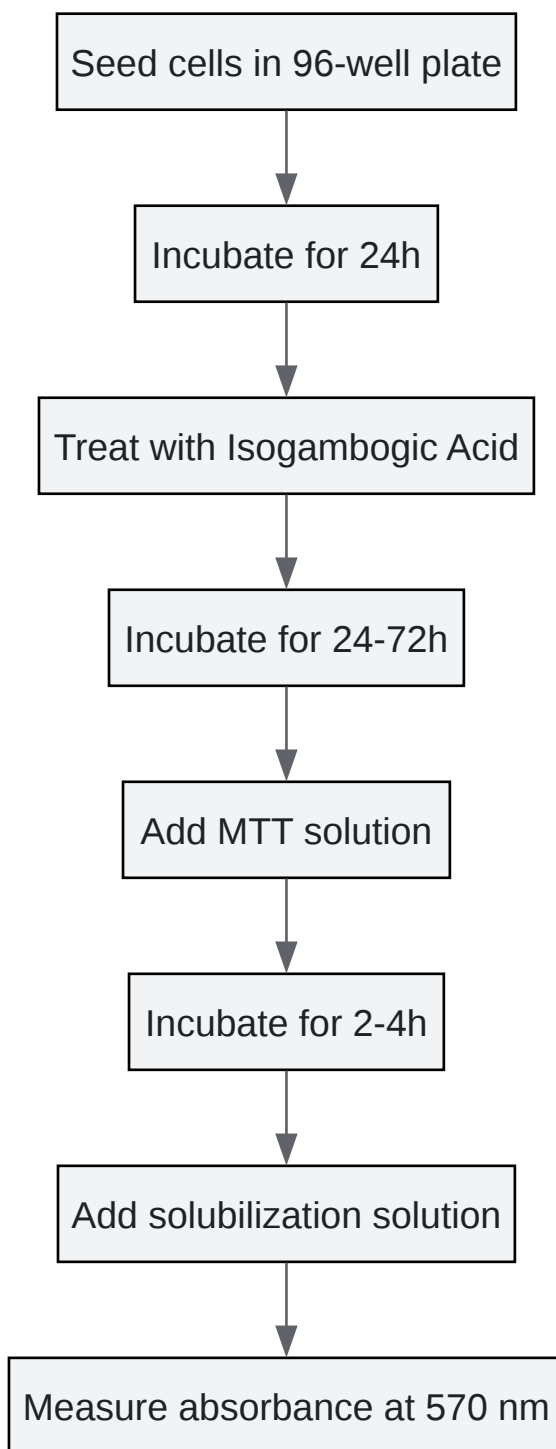 Seed cells in 96-well plate
Incubate for 24h
Treat with Isogambogic Acid
Incubate for 24-72h
Add MTT solution
Incubate for 2-4h
Add solubilization solution
Measure absorbance at 570 nm